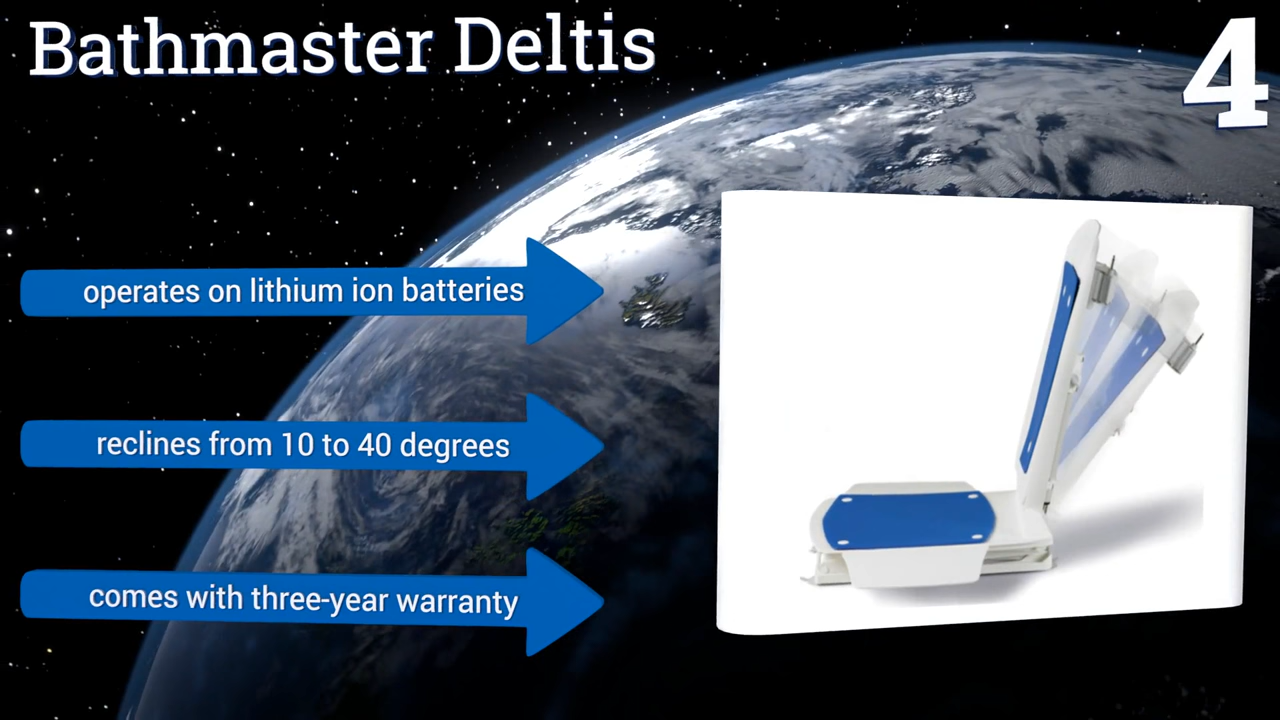 Bathmaster Deltis
4
operates on lithium ion batteries
reclines from 10 to 40 degrees
comes with three-year warranty